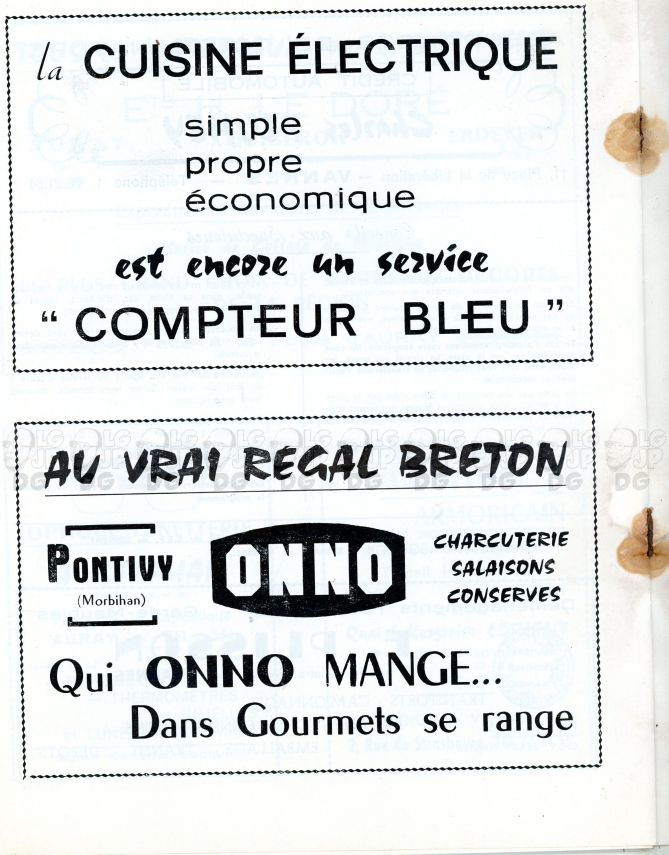 la CUISINE ÉLECTRIQUE
simple
propre
économique
est encore un service
“ COMPTEUR BLEU ”
AU VRAI REGAL BRETON
PONTIVY
(Morbihan)
ONNO
CHARCUTERIE
SALAISONS
CONSERVES
Qui ONNO MANGE...
Dans Gourmets se range